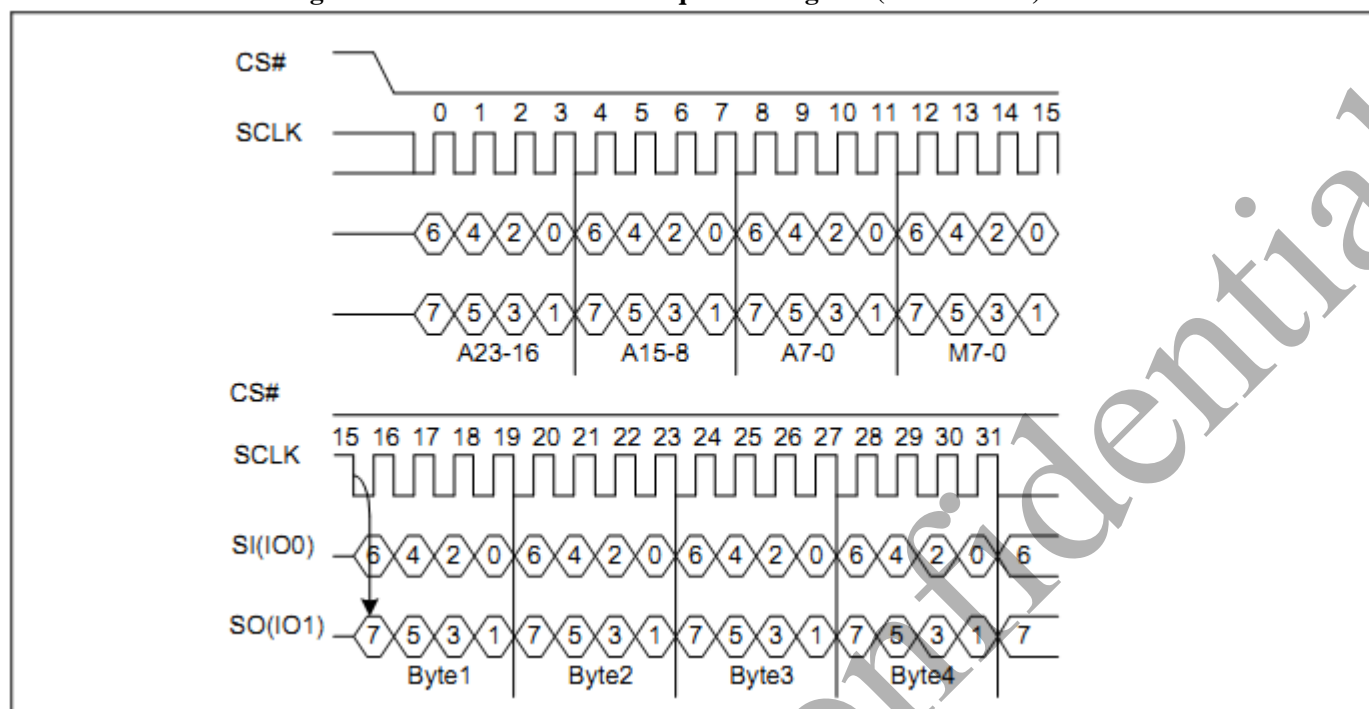 CS#
0 1 2 3 4 5 6 7 8 9 10 11 12 13 14 15
SCLK
6 4 2 0 6 4 2 0 6 4 2 0 6 4 2 0
7 5 3 1 7 5 3 1 7 5 3 1 7 5 3 1
A23-16 A15-8 A7-0 M7-0
CS#
15 16 17 18 19 20 21 22 23 24 25 26 27 28 29 30 31
SCLK
SI(IO0) 6 4 2 0 6 4 2 0 6 4 2 0 6 4 2 0 6
SO(IO1) 7 5 3 1 7 5 3 1 7 5 3 1 7 5 3 1 7
Byte1 Byte2 Byte3 Byte4